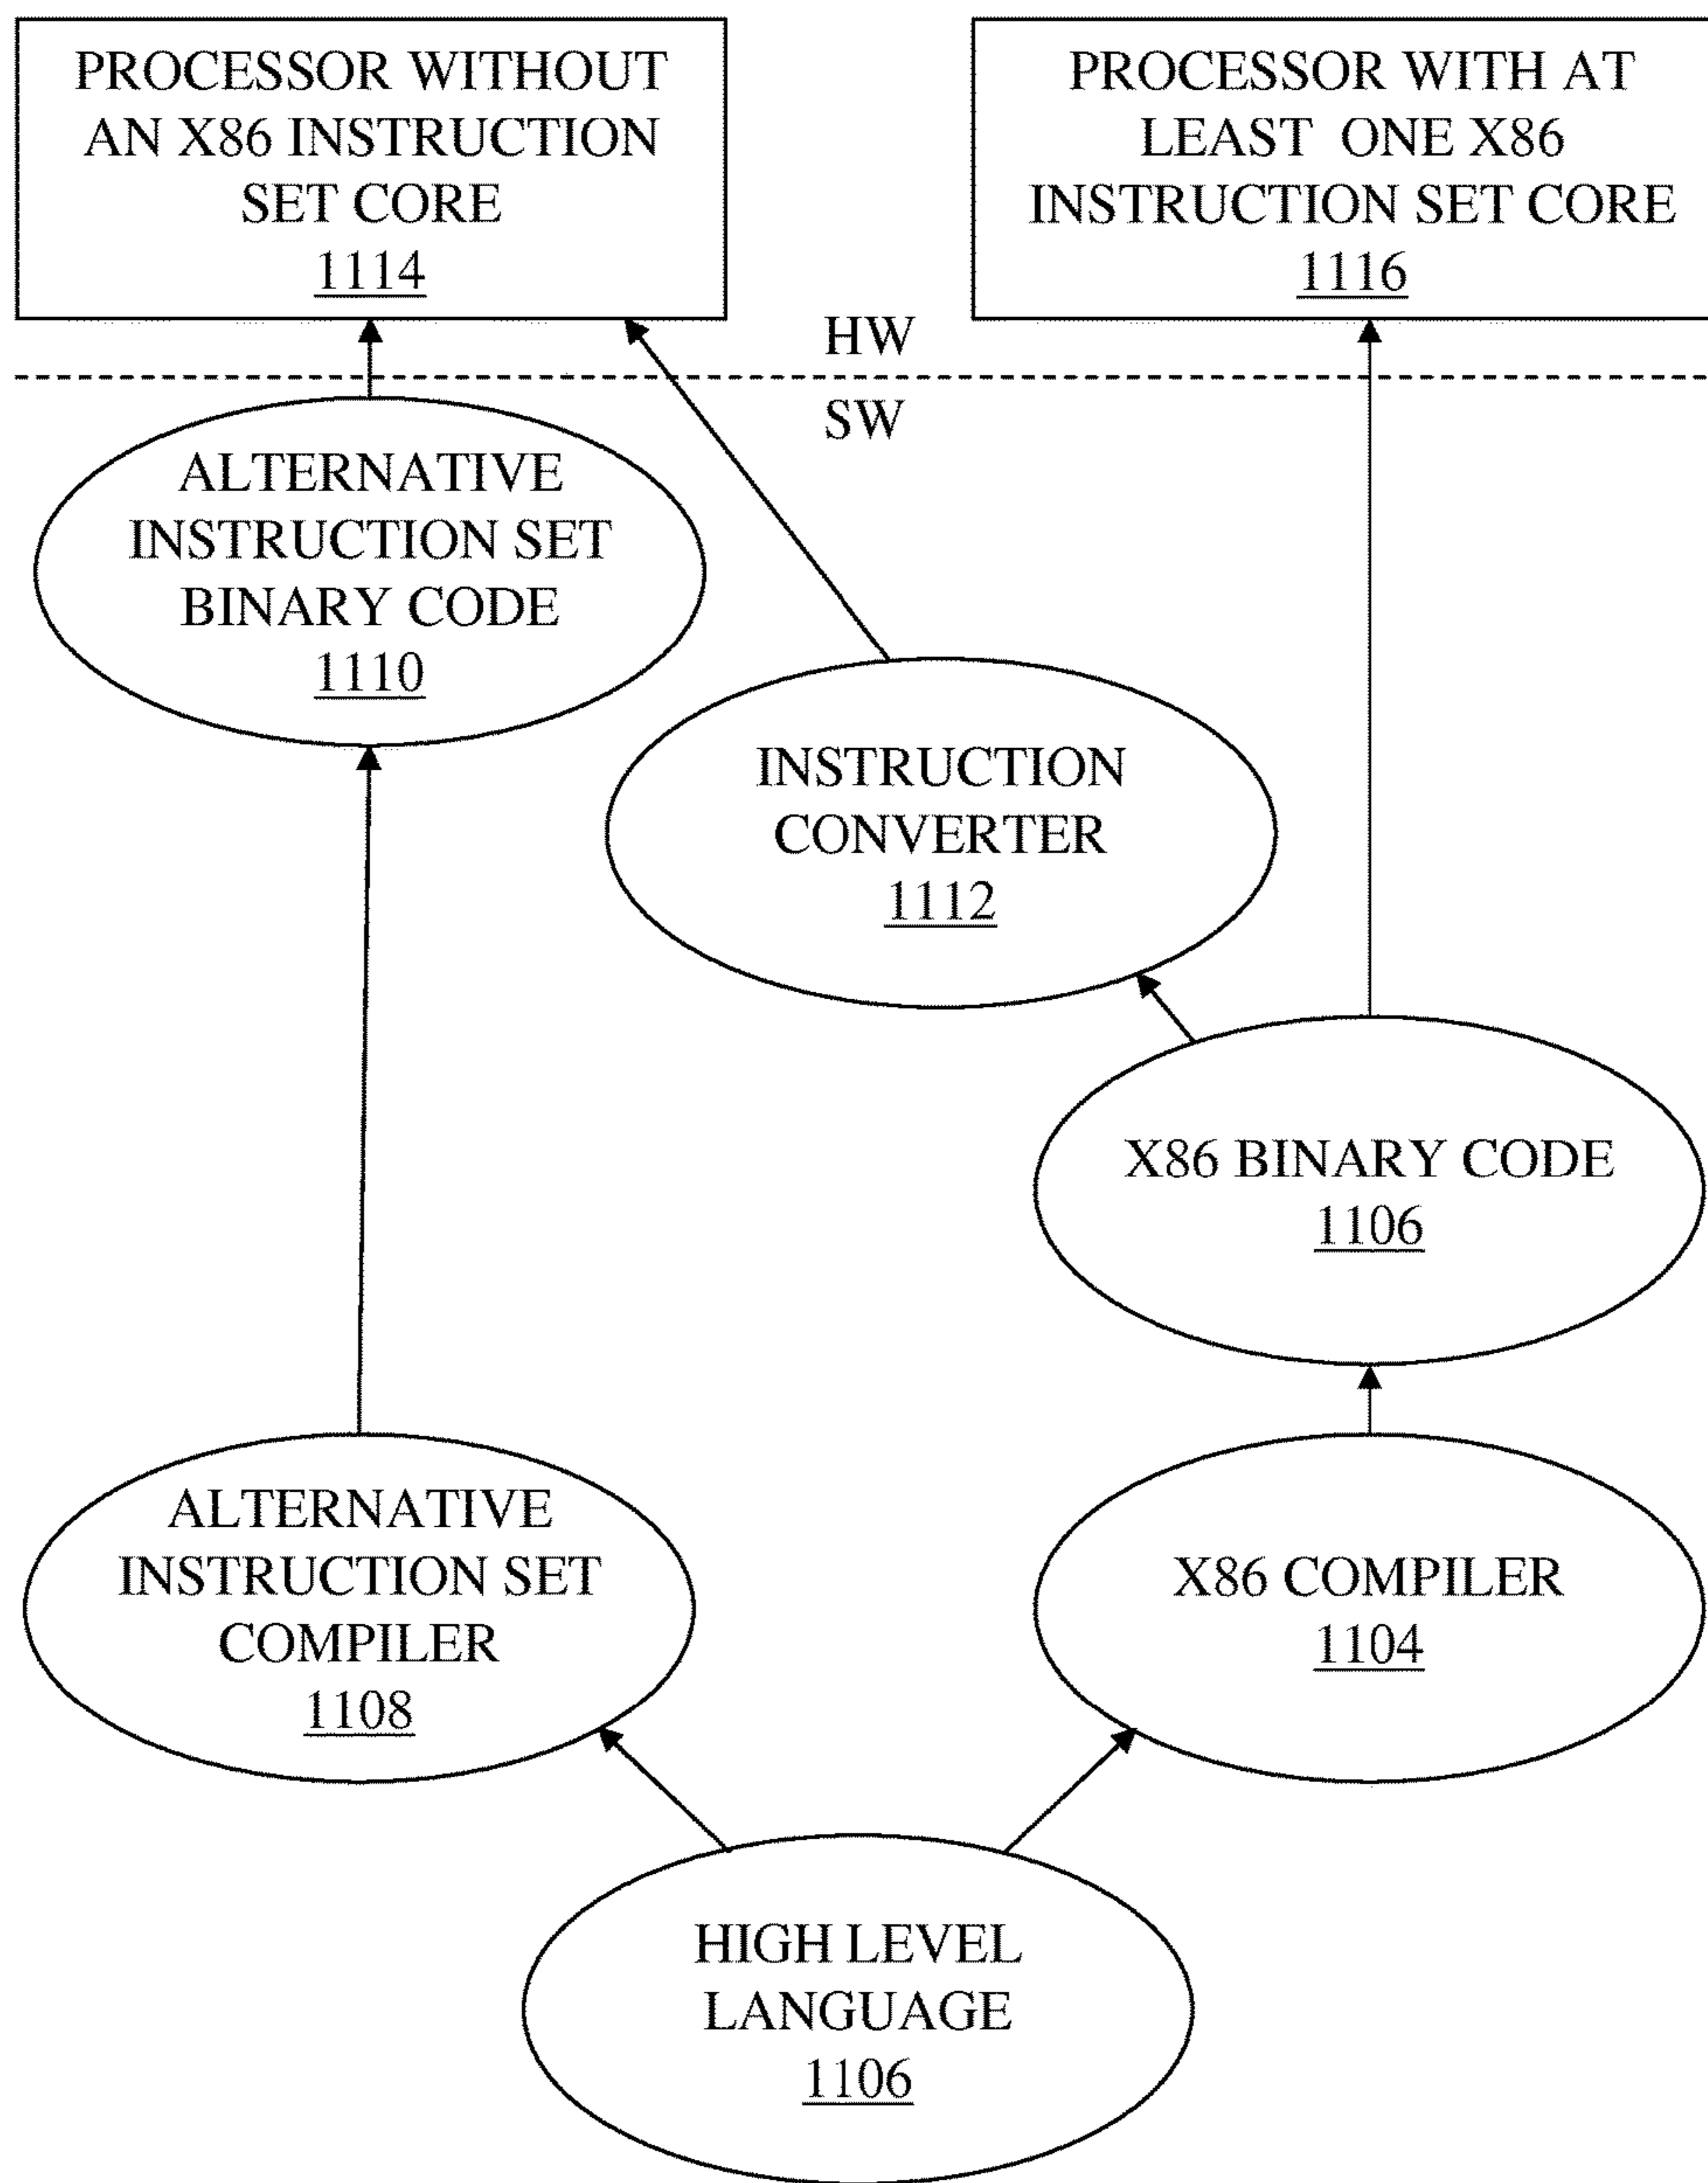 PROCESSOR WITHOUT
AN X86 INSTRUCTION
SET CORE
1114
PROCESSOR WITH AT
LEAST ONE X86
INSTRUCTION SET CORE
1116
HW
SW
ALTERNATIVE
INSTRUCTION SET
BINARY CODE
1110
INSTRUCTION
CONVERTER
1112
X86 BINARY CODE
1106
ALTERNATIVE
INSTRUCTION SET
COMPILER
1108
X86 COMPILER
1104
HIGH LEVEL
LANGUAGE
1106